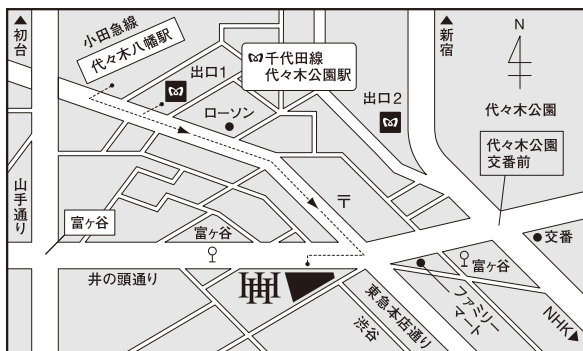 ▲初台
小田急線
代々木八幡駅
出口1
千代田線
代々木公園駅
▲新宿
N
ローソン
出口2
代々木公園
代々木公園
交番前
山手通り
富ヶ谷
富ヶ谷
〒
交番
富ヶ谷
井の頭通り
HH
東急本店通り
渋谷
ファミリー
マート
NHK▶